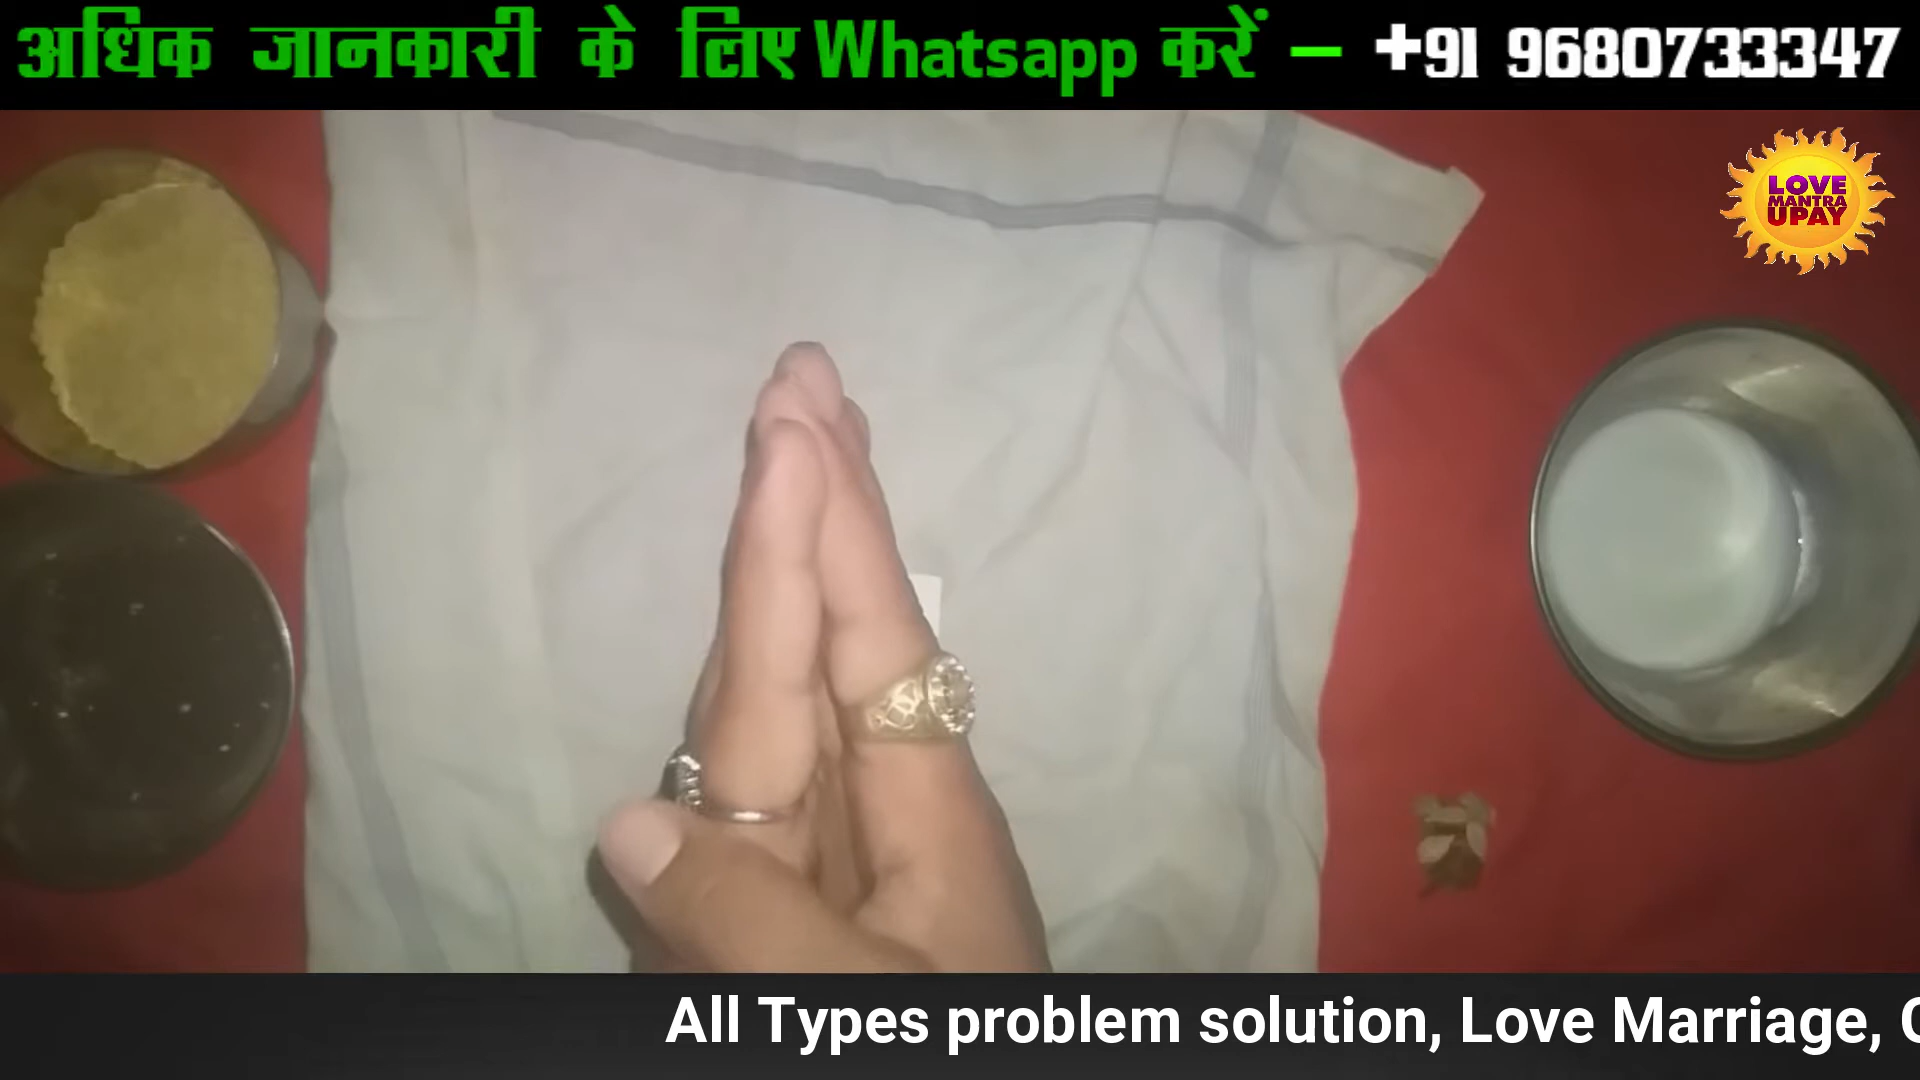 अधिक जानकारी के लिए Whatsapp करें – +91 9680733347
LOVE
MANTRA
UPAY
All Types problem solution, Love Marriage,